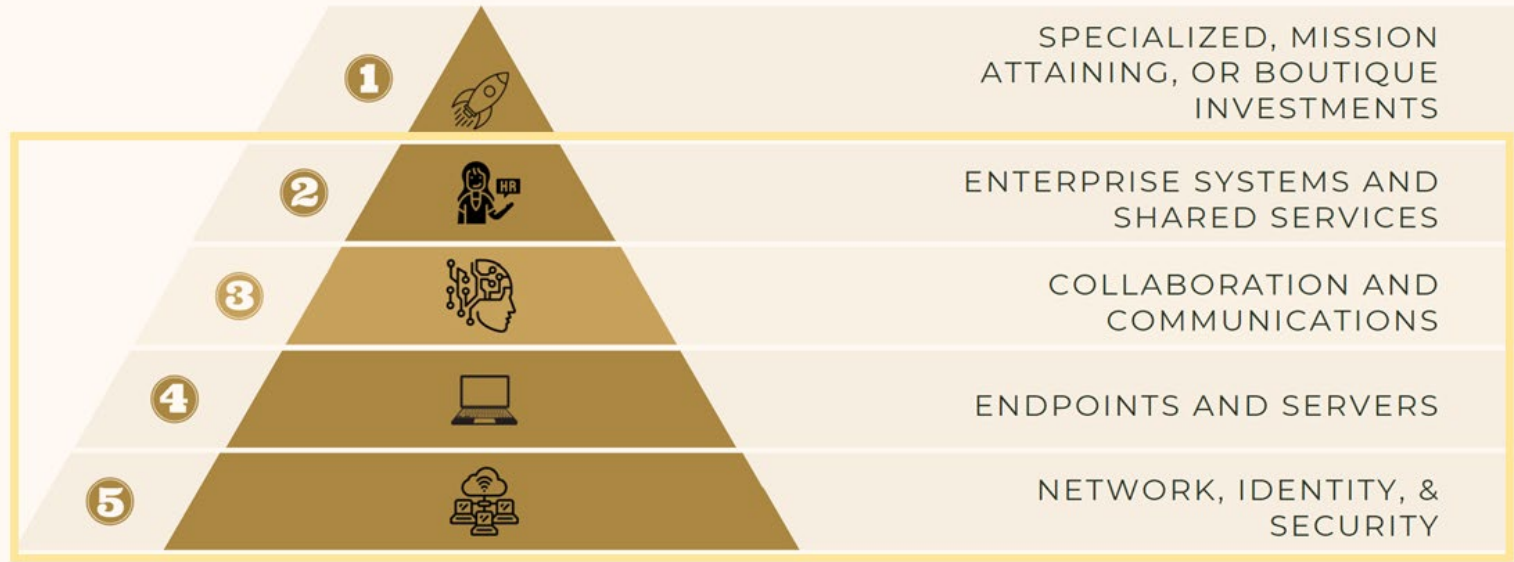 1
SPECIALIZED, MISSION
ATTAINING, OR BOUTIQUE
INVESTMENTS
2
HR
ENTERPRISE SYSTEMS AND
SHARED SERVICES
3
COLLABORATION AND
COMMUNICATIONS
4
ENDPOINTS AND SERVERS
5
NETWORK, IDENTITY, &
SECURITY